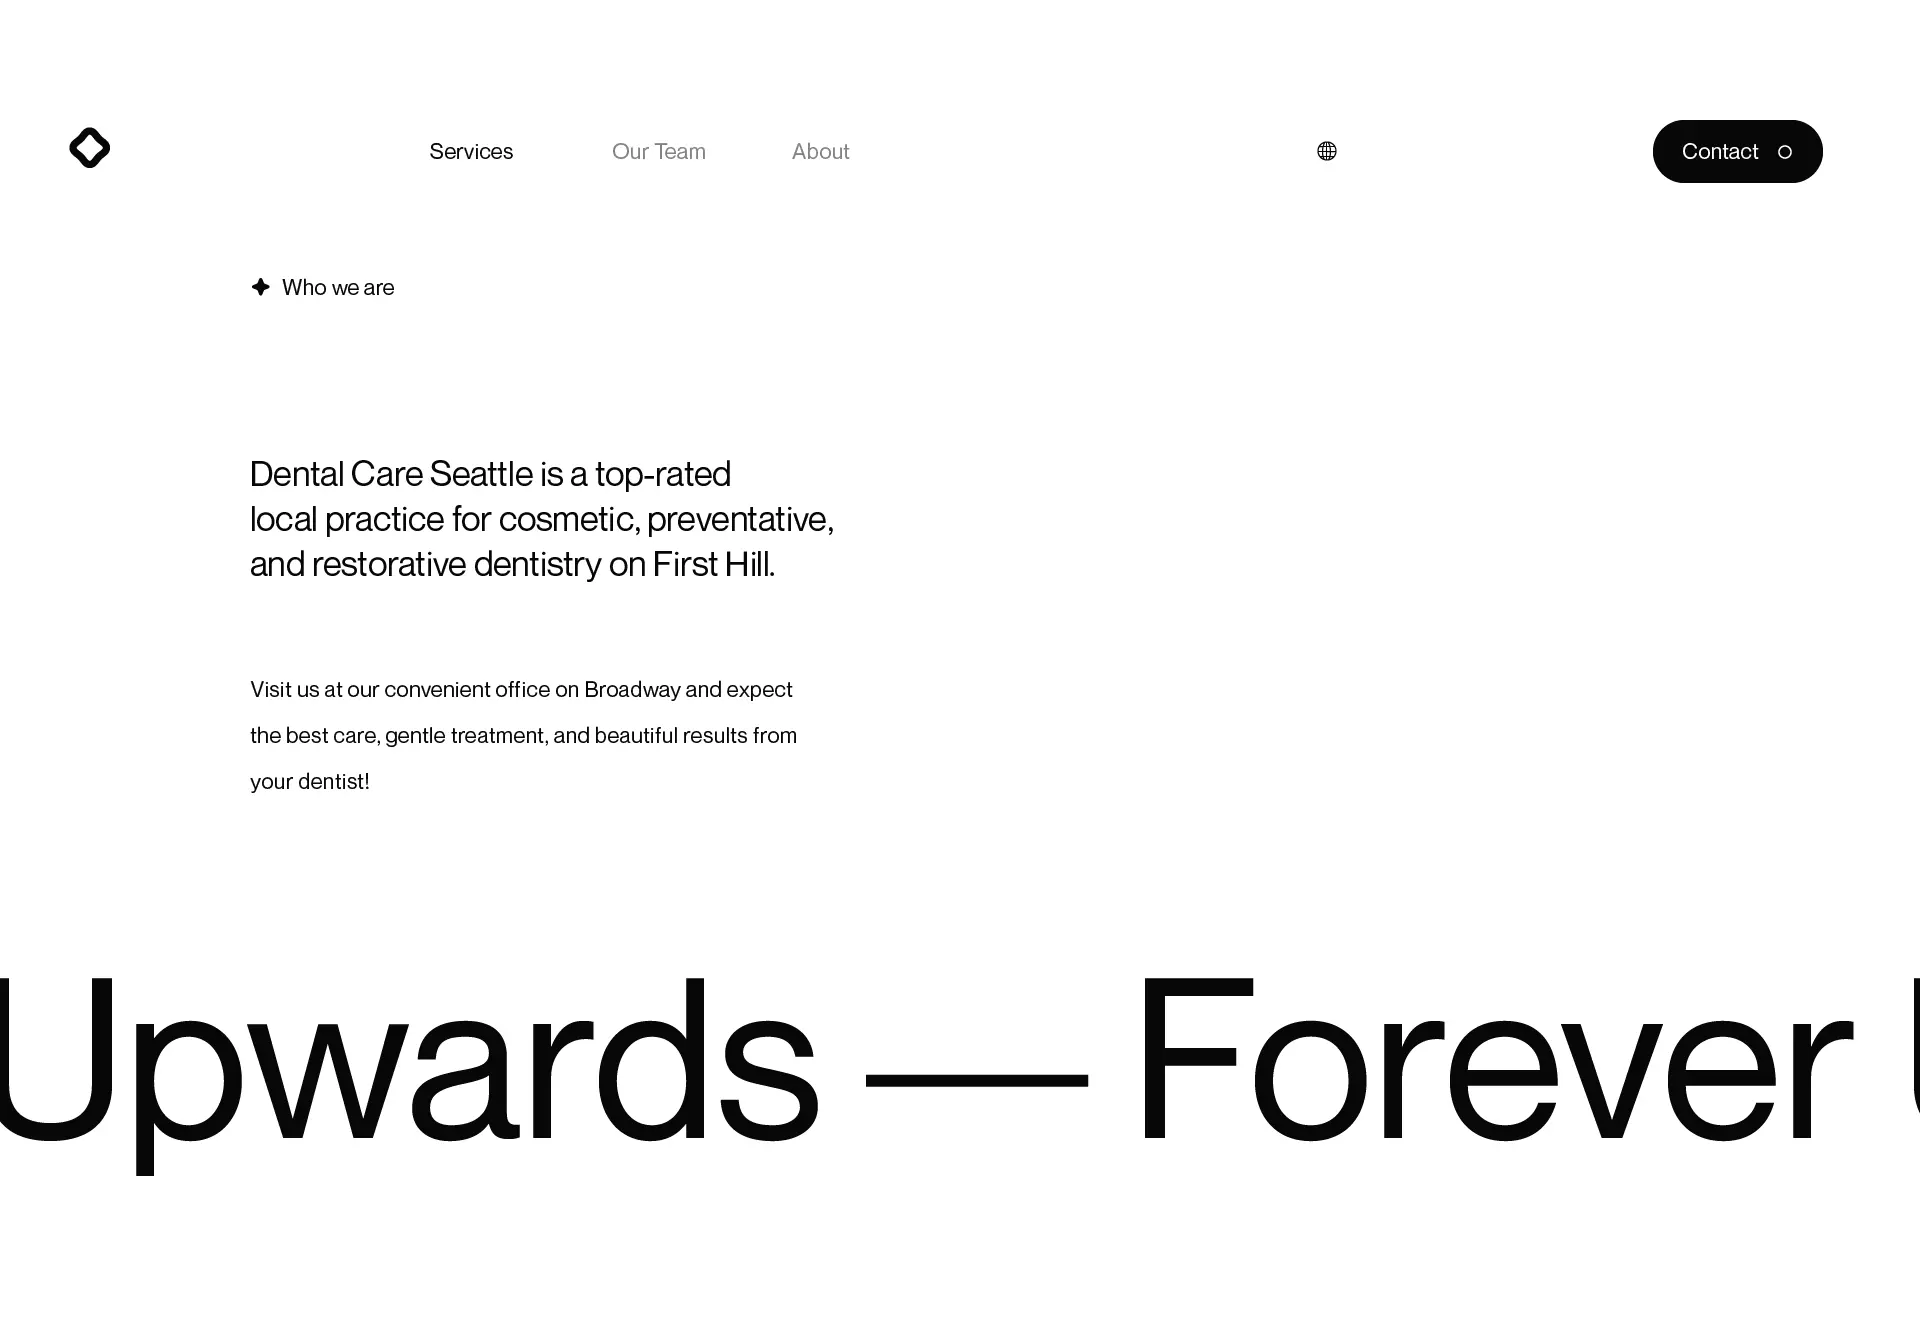 Services
Our Team
About
Contact
Who we are
Dental Care Seattle is a top-rated
local practice for cosmetic, preventative,
and restorative dentistry on First Hill.
Visit us at our convenient office on Broadway and expect
the best care, gentle treatment, and beautiful results from
your dentist!
Upwards — Forever